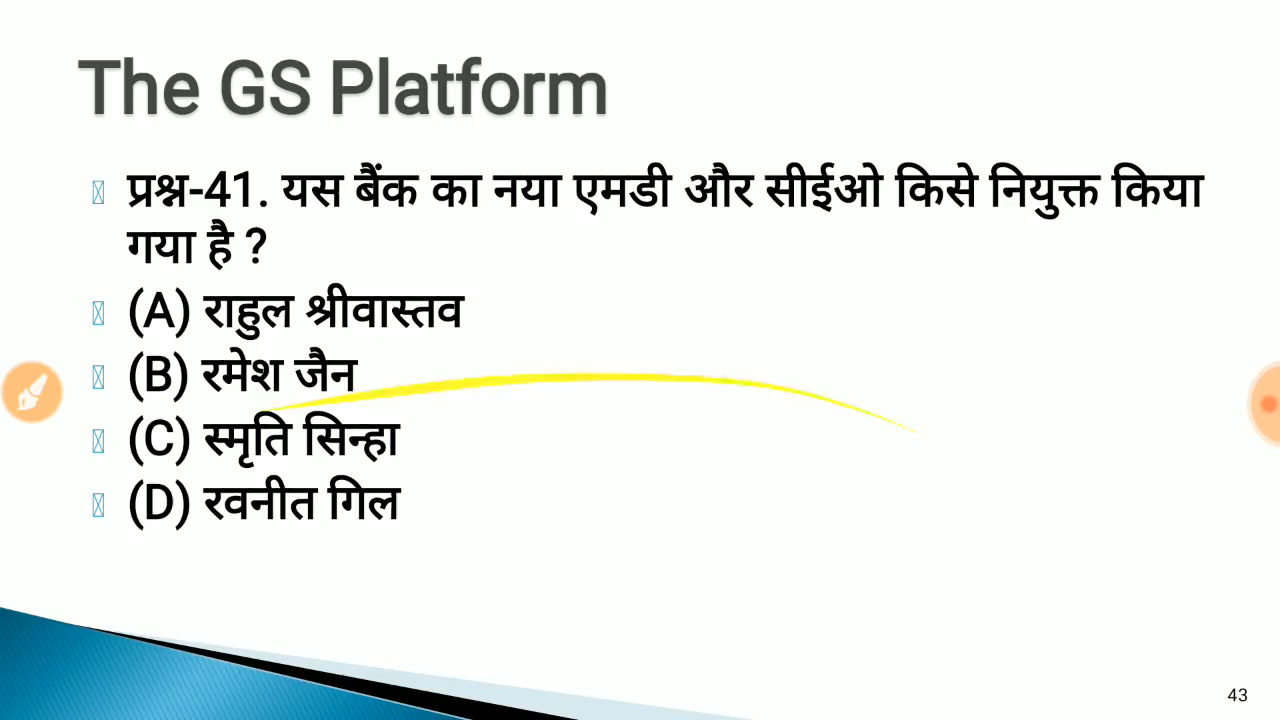 The GS Platform
प्रश्न-41. यस बैंक का नया एमडी और सीईओ किसे नियुक्त किया
गया है ?
(A) राहुल श्रीवास्तव
(B) रमेश जैन
(C) स्मृति सिन्हा
(D) रवनीत गिल
43